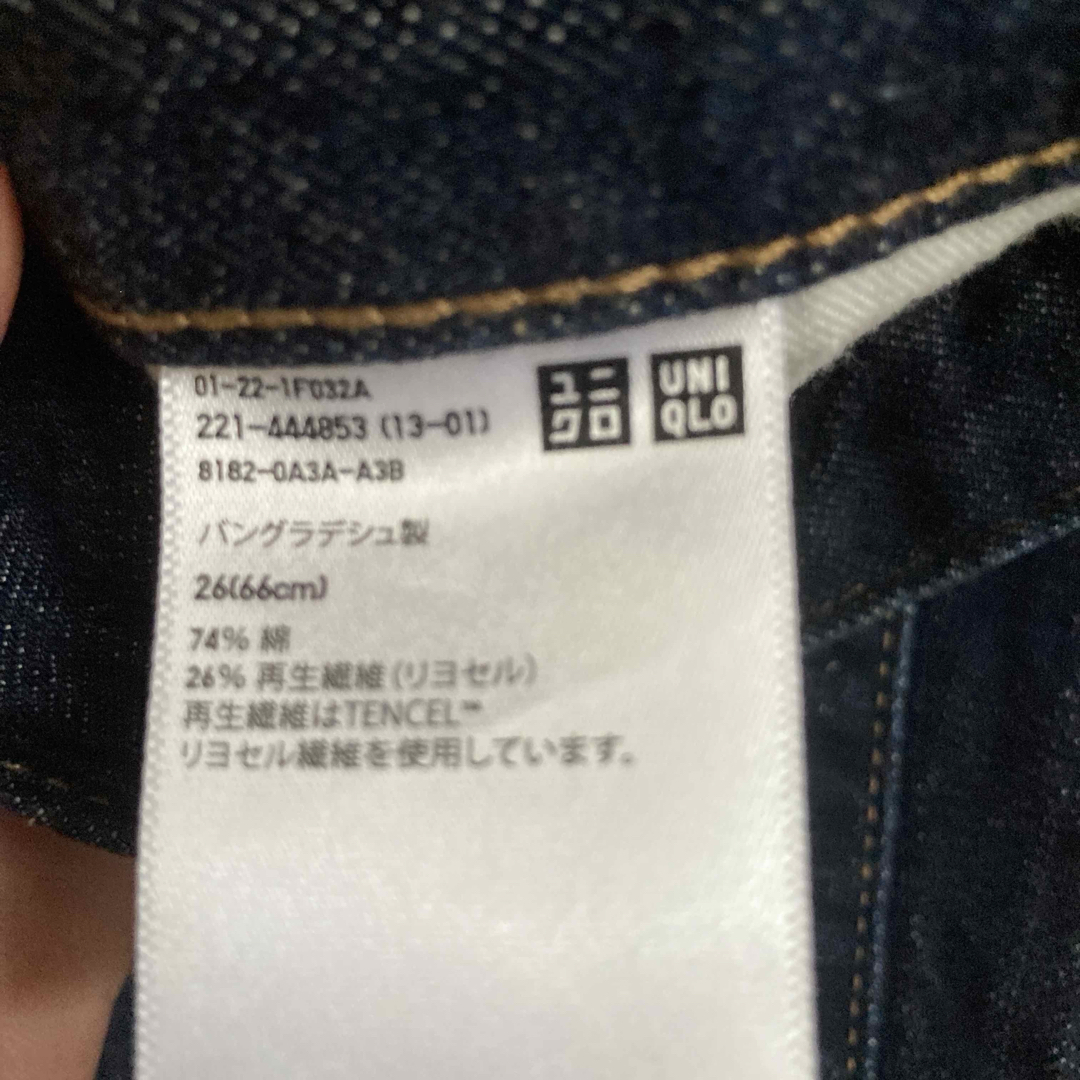 01-22-1F032A
221-444853 (13-01)
8182-0A3A-A3B
ユニ
クロ
UNI
QLO
バングラデシュ製
26(66cm)
74% 綿
26% 再生繊維(リヨセル)
再生繊維はTENCEL™
リヨセル繊維を使用しています。